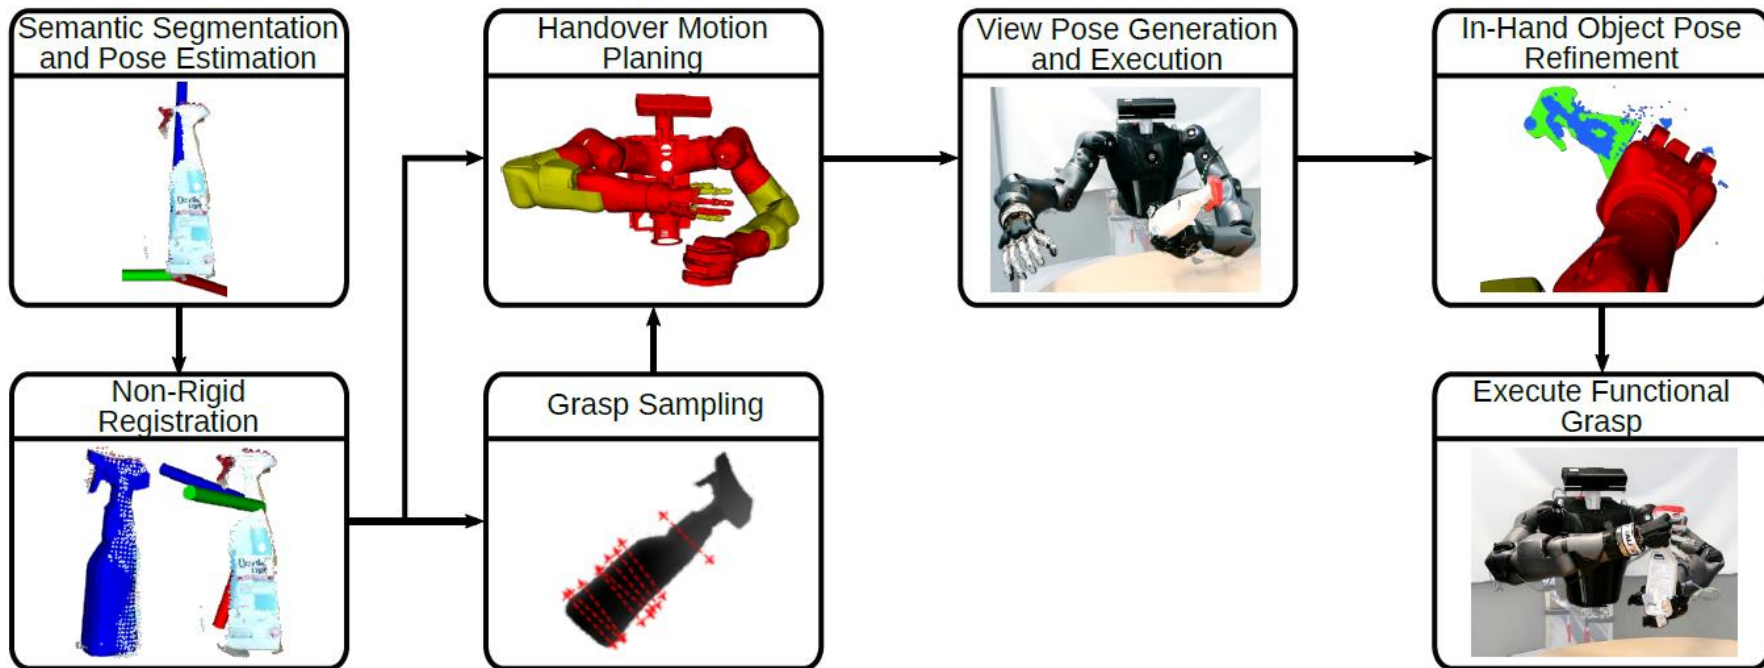 Semantic Segmentation
and Pose Estimation
Handover Motion
Planing
View Pose Generation
and Execution
In-Hand Object Pose
Refinement
Non-Rigid
Registration
Grasp Sampling
Execute Functional
Grasp